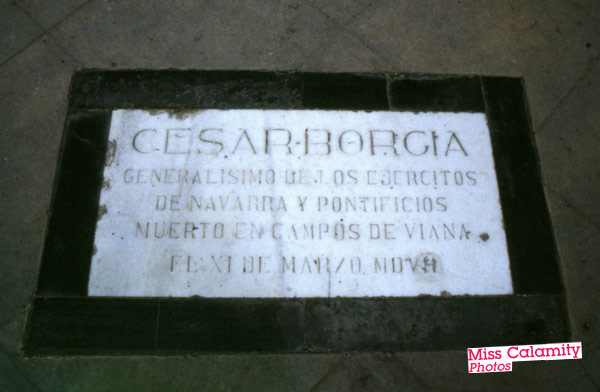 CESAR·BORGIA
GENERALISIMO DE LOS EJERCITOS
DE NAVARRA Y PONTIFICIOS
MUERTO EN CAMPOS DE VIANA
EL XI DE MARZO MDVII
Miss Calamity
Photos